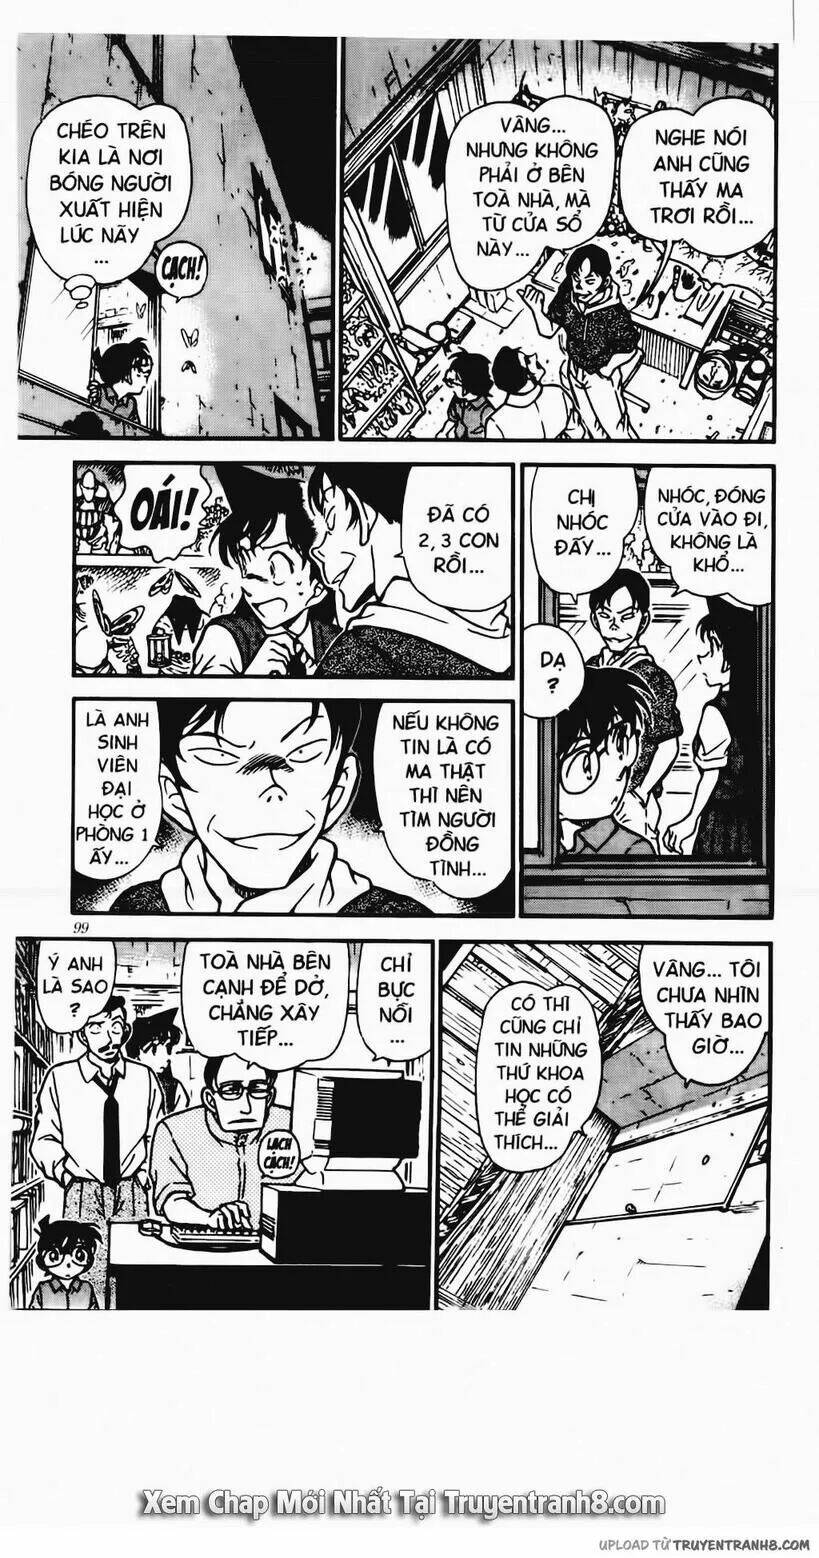 NGHE NÓI
ANH CŨNG
THẤY MA
TRƠI RỒI...
VÂNG...
NHƯNG KHÔNG
PHẢI Ở BÊN
TOÀ NHÀ, MÀ
TỪ CỬA SỔ
NÀY...
CHÉO TRÊN
KIA LÀ NƠI
BÓNG NGƯỜI
XUẤT HIỆN
LÚC NÃY
...
CẠCH!
NHÓC, ĐÓNG
CỬA VÀO ĐI,
KHÔNG LÀ
KHỔ...
CHỊ
NHÓC
ĐẤY...
DẠ
?
ĐÃ CÓ
2, 3 CON
RỒI...
OÁI!
NẾU KHÔNG
TIN LÀ CÓ
MA THẬT
THÌ NÊN
TÌM NGƯỜI
ĐỒNG
TÌNH...
LÀ ANH
SINH
VIÊN
ĐẠI
HỌC Ở
PHÒNG 1
ẤY...
99
VÂNG... TÔI
CHƯA NHÌN
THẤY BAO
GIỜ...
CÓ THÌ
CŨNG CHỈ
TIN NHỮNG
THỨ KHOA
HỌC CÓ
THỂ GIẢI
THÍCH...
CHỈ
BỰC
NỖI...
TOÀ NHÀ BÊN
CẠNH ĐỂ DỞ,
CHẲNG XÂY
TIẾP...
LẠCH
CẠCH!
Ý ANH
LÀ SAO
?
Xem Chap Mới Nhất Tại Truyentranh8.com
UPLOAD TỪ TRUYENTRANH8.COM